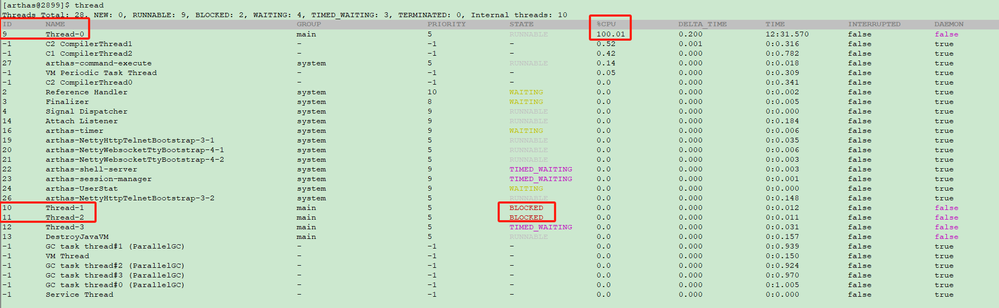 [arthas@2899]$ thread
Threads Total: 28, NEW: 0, RUNNABLE: 9, BLOCKED: 2, WAITING: 4, TIMED_WAITING: 3, TERMINATED: 0, Internal threads: 10
ID NAME GROUP PRIORITY STATE %CPU DELTA_TIME TIME INTERRUPTED DAEMON
9 Thread-0 main 5 RUNNABLE 100.01 0.200 12:31.570 false false
-1 C2 CompilerThread1 - -1 - 0.52 0.001 0:0.316 false true
-1 C1 CompilerThread2 - -1 - 0.42 0.000 0:0.782 false true
27 arthas-command-execute system 5 RUNNABLE 0.14 0.000 0:0.018 false true
-1 VM Periodic Task Thread - -1 - 0.05 0.000 0:0.309 false true
-1 C2 CompilerThread0 - -1 - 0.0 0.000 0:0.341 false true
2 Reference Handler system 10 WAITING 0.0 0.000 0:0.002 false true
3 Finalizer system 8 WAITING 0.0 0.000 0:0.005 false true
4 Signal Dispatcher system 9 RUNNABLE 0.0 0.000 0:0.000 false true
14 Attach Listener system 9 RUNNABLE 0.0 0.000 0:0.184 false true
16 arthas-timer system 9 WAITING 0.0 0.000 0:0.006 false true
19 arthas-NettyHttpTelnetBootstrap-3-1 system 5 RUNNABLE 0.0 0.000 0:0.035 false true
20 arthas-NettyWebsocketTtyBootstrap-4-1 system 5 RUNNABLE 0.0 0.000 0:0.006 false true
21 arthas-NettyWebsocketTtyBootstrap-4-2 system 5 RUNNABLE 0.0 0.000 0:0.003 false true
22 arthas-shell-server system 9 TIMED_WAITING 0.0 0.000 0:0.003 false true
23 arthas-session-manager system 9 TIMED_WAITING 0.0 0.000 0:0.001 false true
24 arthas-UserStat system 9 WAITING 0.0 0.000 0:0.000 false true
26 arthas-NettyHttpTelnetBootstrap-3-2 system 5 RUNNABLE 0.0 0.000 0:0.148 false true
10 Thread-1 main 5 BLOCKED 0.0 0.000 0:0.012 false false
11 Thread-2 main 5 BLOCKED 0.0 0.000 0:0.011 false false
12 Thread-3 main 5 TIMED_WAITING 0.0 0.000 0:0.031 false false
13 DestroyJavaVM main 5 RUNNABLE 0.0 0.000 0:0.157 false false
-1 GC task thread#1 (ParallelGC) - -1 - 0.0 0.000 0:0.939 false true
-1 VM Thread - -1 - 0.0 0.000 0:0.150 false true
-1 GC task thread#2 (ParallelGC) - -1 - 0.0 0.000 0:0.924 false true
-1 GC task thread#3 (ParallelGC) - -1 - 0.0 0.000 0:0.970 false true
-1 GC task thread#0 (ParallelGC) - -1 - 0.0 0.000 0:1.005 false true
-1 Service Thread - -1 - 0.0 0.000 0:0.000 false true